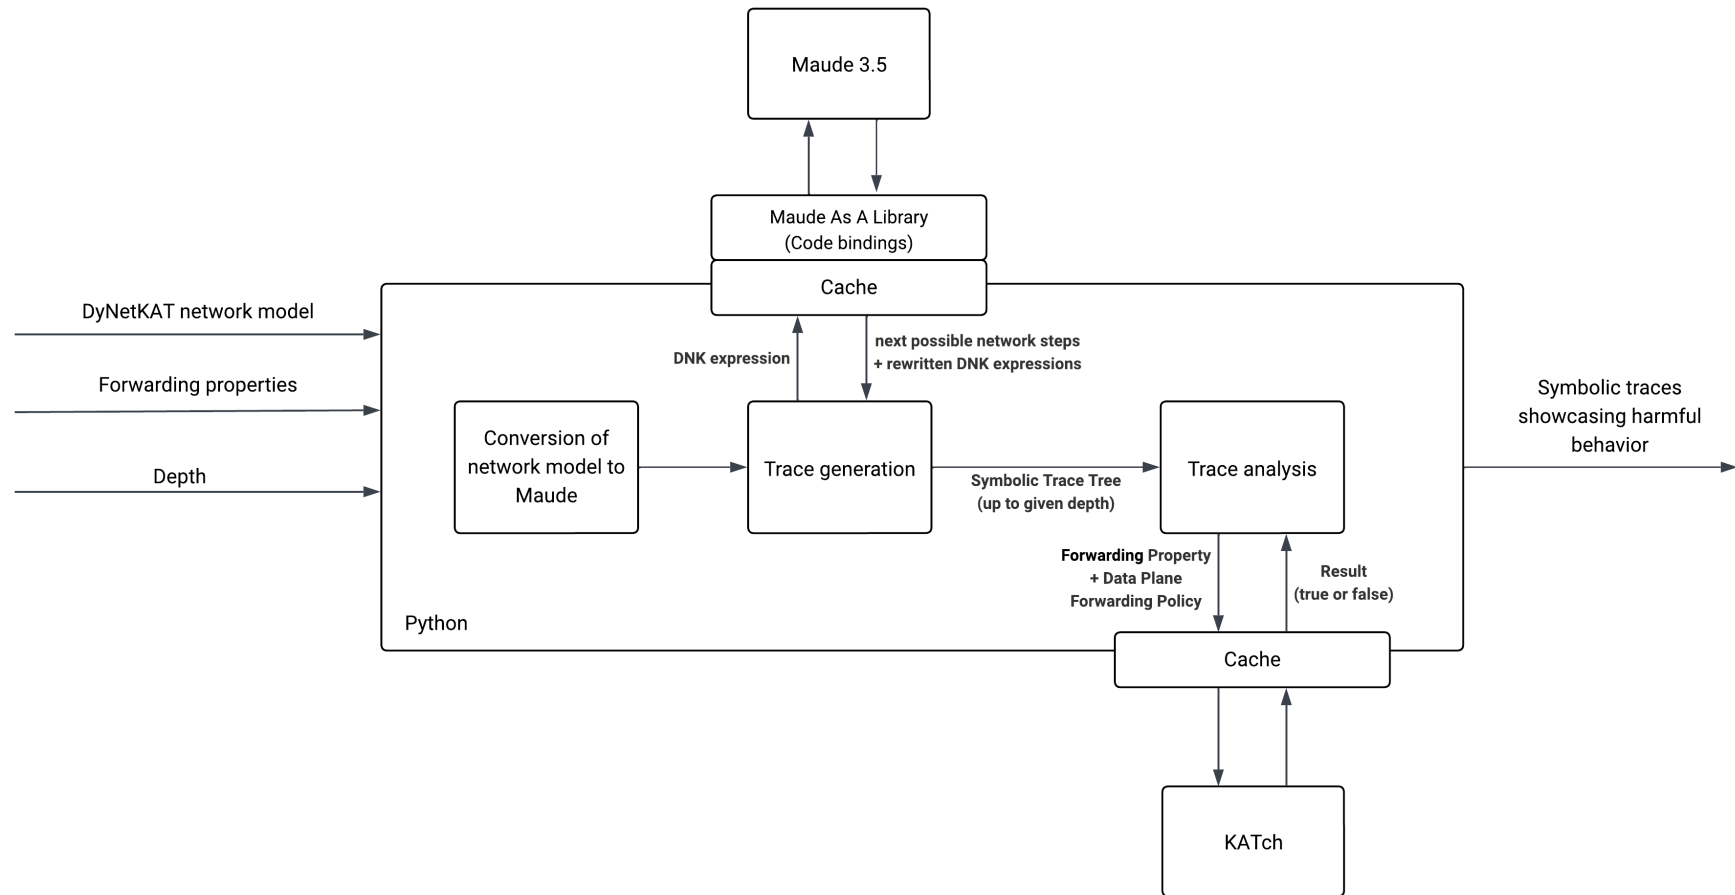 Maude 3.5
Maude As A Library
(Code bindings)
Cache
DyNetKAT network model
Forwarding properties
Depth
DNK expression
next possible network steps
+ rewritten DNK expressions
Conversion of
network model to
Maude
Trace generation
Symbolic Trace Tree
(up to given depth)
Trace analysis
Symbolic traces
showcasing harmful
behavior
Forwarding Property
+ Data Plane
Forwarding Policy
Result
(true or false)
Python
Cache
KATch